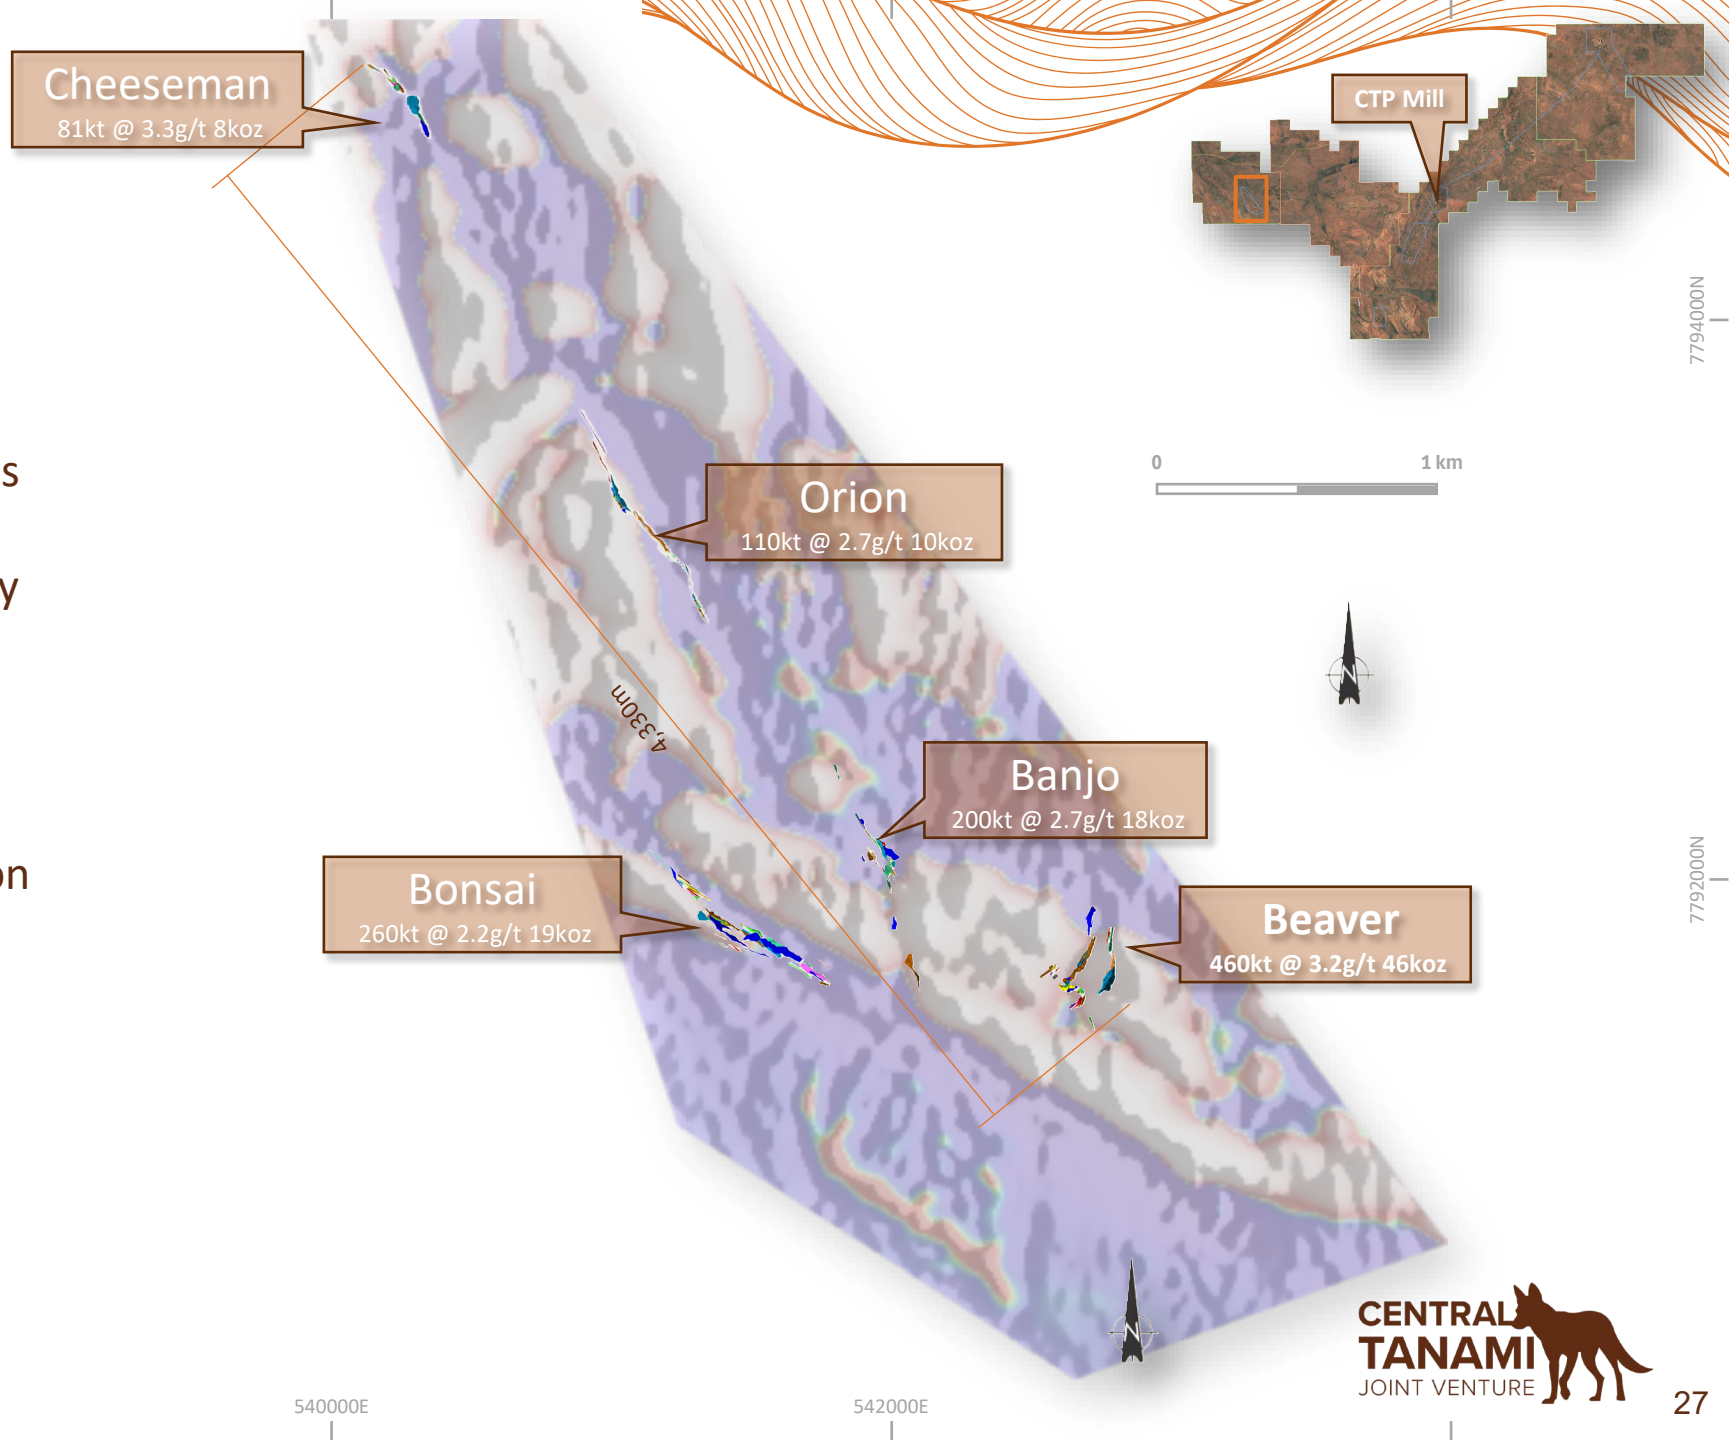 Cheeseman
81kt @ 3.3g/t 8koz
CTP Mill
7794000N
0 1 km
s
Orion
110kt @ 2.7g/t 10koz
y
N
4,330m
Banjo
200kt @ 2.7g/t 18koz
7792000N
on
Bonsai
260kt @ 2.2g/t 19koz
Beaver
460kt @ 3.2g/t 46koz
N
CENTRAL
TANAMI
JOINT VENTURE
27
540000E
542000E